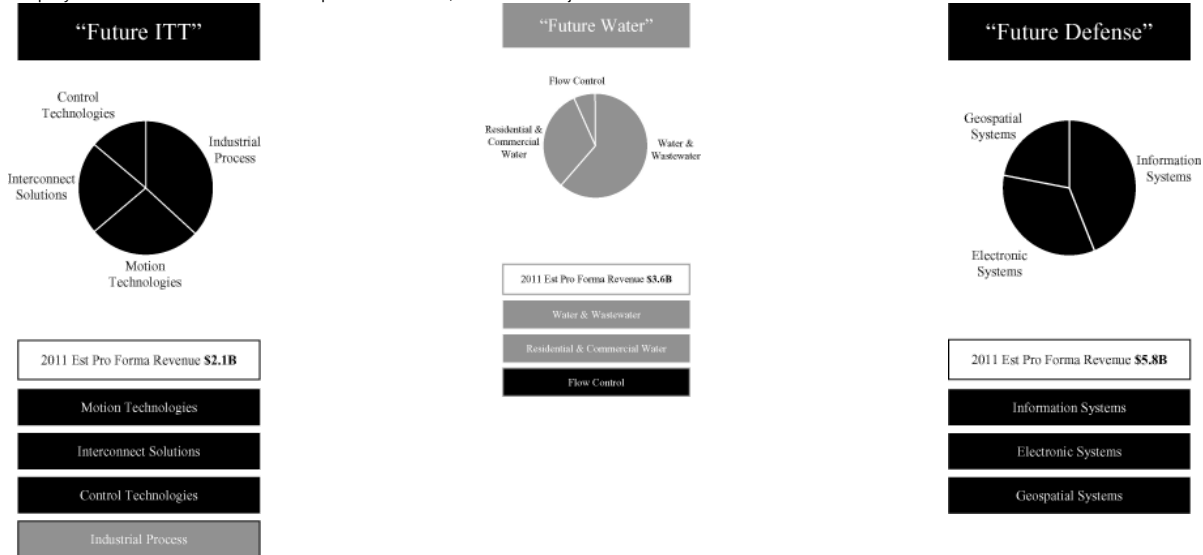 “Future ITT”
Control
Technologies
Industrial
Process
Interconnect
Solutions
Motion
Technologies
2011 Est Pro Forma Revenue $2.1B
Motion Technologies
Interconnect Solutions
Control Technologies
Industrial Process
“Future Water”
Flow Control
Residential &
Commercial
Water
Water &
Wastewater
2011 Est Pro Forma Revenue $3.6B
Water & Wastewater
Residential & Commercial Water
Flow Control
“Future Defense”
Geospatial
Systems
Information
Systems
Electronic
Systems
2011 Est Pro Forma Revenue $5.8B
Information Systems
Electronic Systems
Geospatial Systems